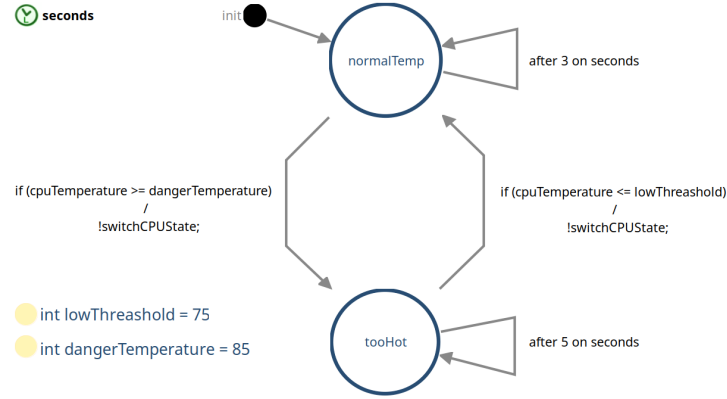 seconds
init
normalTemp
after 3 on seconds
if (cpuTemperature >= dangerTemperature)
/
!switchCPUState;
if (cpuTemperature <= lowThreashold)
/
!switchCPUState;
int lowThreashold = 75
int dangerTemperature = 85
tooHot
after 5 on seconds